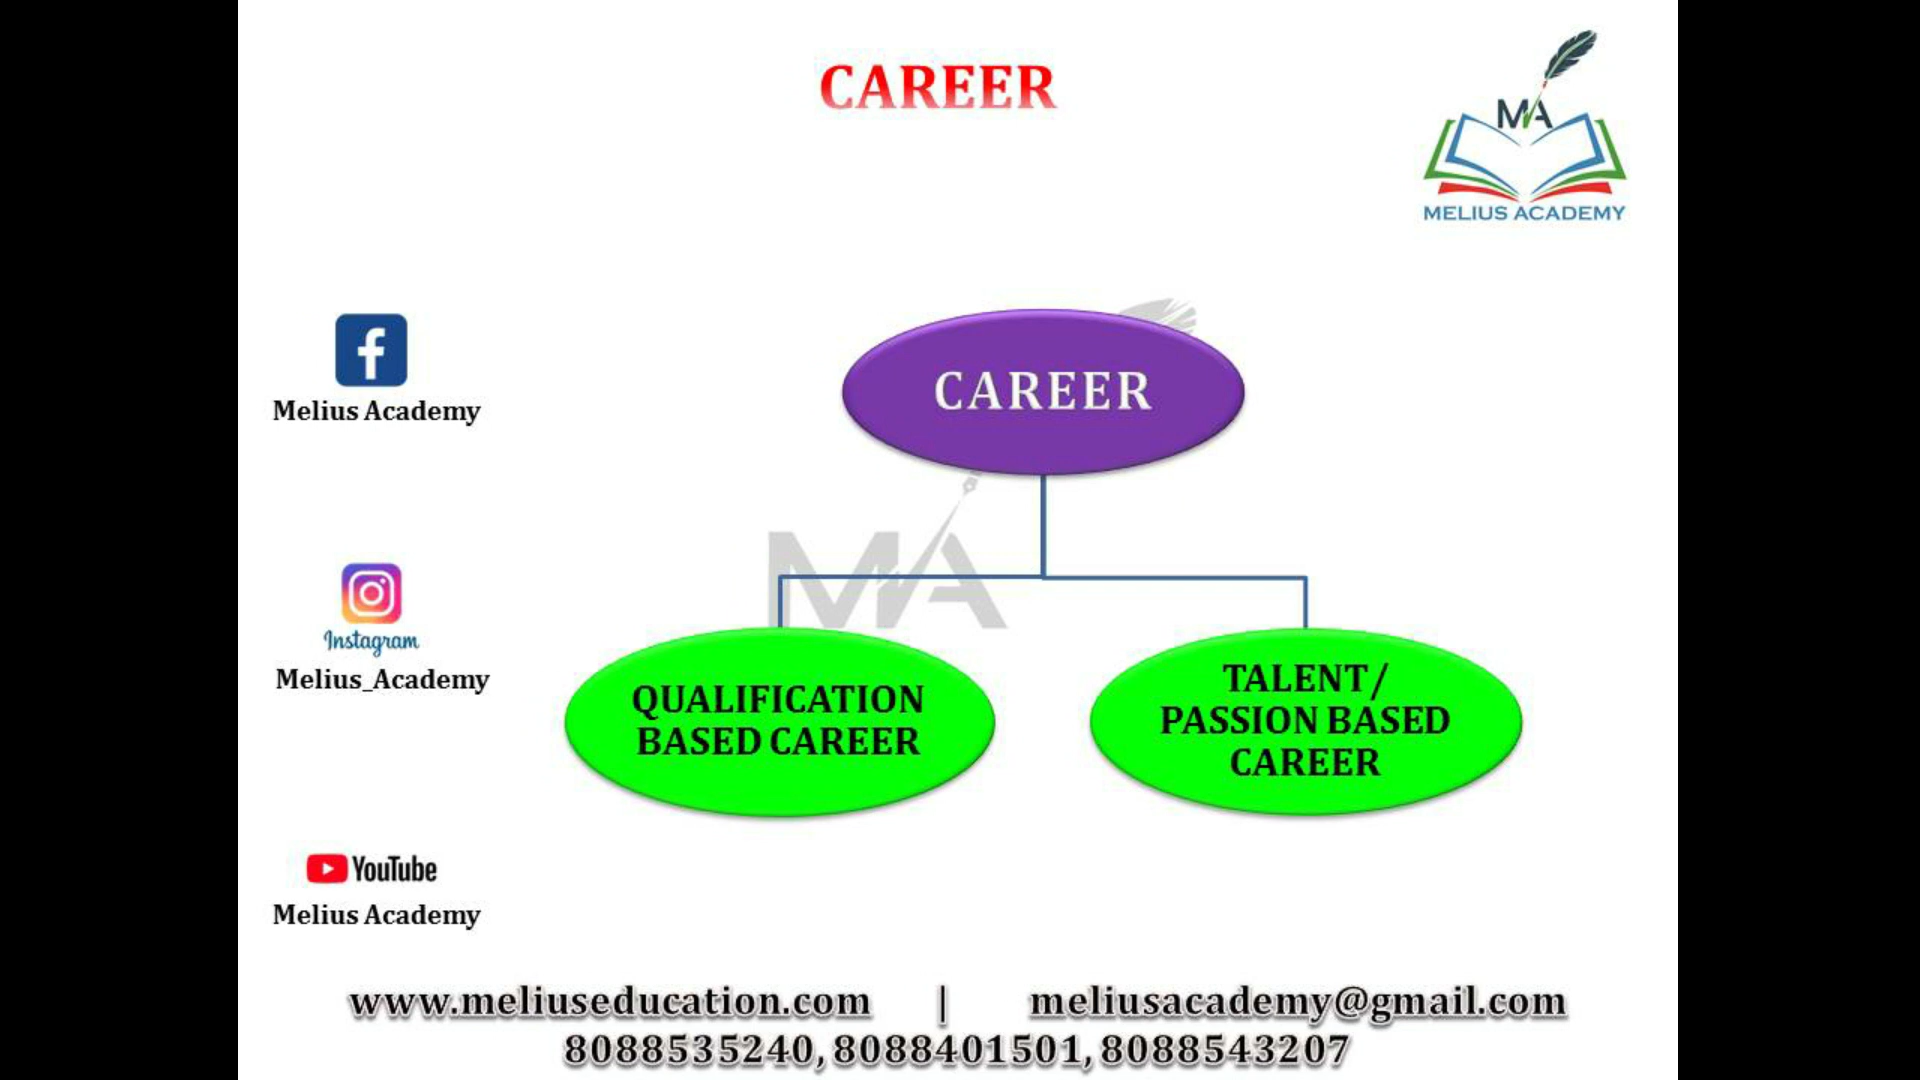 CAREER
MA
MELIUS ACADEMY
Melius Academy
Instagram
Melius_Academy
YouTube
Melius Academy
CAREER
MA
QUALIFICATION
BASED CAREER
TALENT/
PASSION BASED
CAREER
www.meliuseducation.com | meliusacademy@gmail.com
8088535240, 8088401501, 8088543207